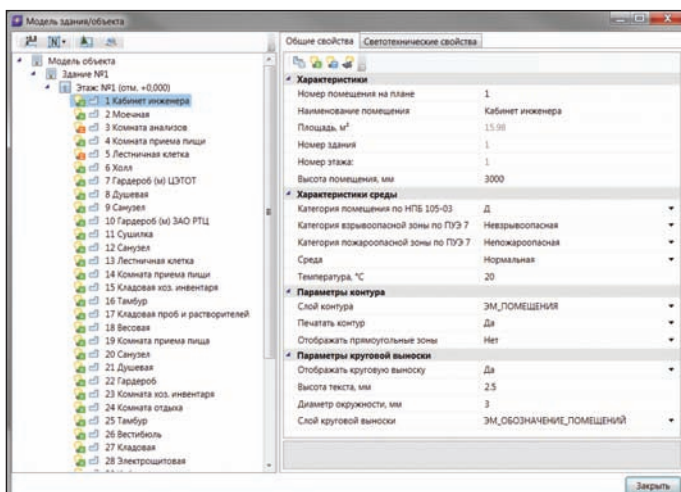 Модель здания/объекта
Модель объекта
Здание №1
Этаж: №1 (отм. +0,000)
1 Кабинет инженера
2 Моечная
3 Комната анализов
4 Комната приема пищи
5 Лестничная клетка
6 Холл
7 Гардероб (м) ЦЭТОТ
8 Душевая
9 Санузел
10 Гардероб (м) ЗАО РТЦ
11 Сушилка
12 Санузел
13 Лестничная клетка
14 Комната приема пищи
15 Кладовая хоз. инвентаря
16 Тамбур
17 Кладовая проб и растворителей
18 Весовая
19 Комната приема пища
20 Санузел
21 Душевая
22 Гардероб
23 Комната хоз. инвентаря
24 Комната отдыха
25 Тамбур
26 Вестибюль
27 Кладовая
28 Электрощитовая
Общие свойства Светотехнические свойства
Характеристики
Номер помещения на плане 1
Наименование помещения Кабинет инженера
Площадь, м² 15.98
Номер здания 1
Номер этажа: 1
Высота помещения, мм 3000
Характеристики среды
Категория помещения по НПБ 105-03 Д
Категория взрывоопасной зоны по ПУЭ 7 Невзрывоопасная
Категория пожароопасной зоны по ПУЭ 7 Непожароопасная
Среда Нормальная
Температура, °C 20
Параметры контура
Слой контура ЭМ_ПОМЕЩЕНИЯ
Печатать контур Да
Отображать прямоугольные зоны Нет
Параметры круговой выноски
Отображать круговую выноску Да
Высота текста, мм 2.5
Диаметр окружности, мм 3
Слой круговой выноски ЭМ_ОБОЗНАЧЕНИЕ_ПОМЕЩЕНИЙ
Закрыть